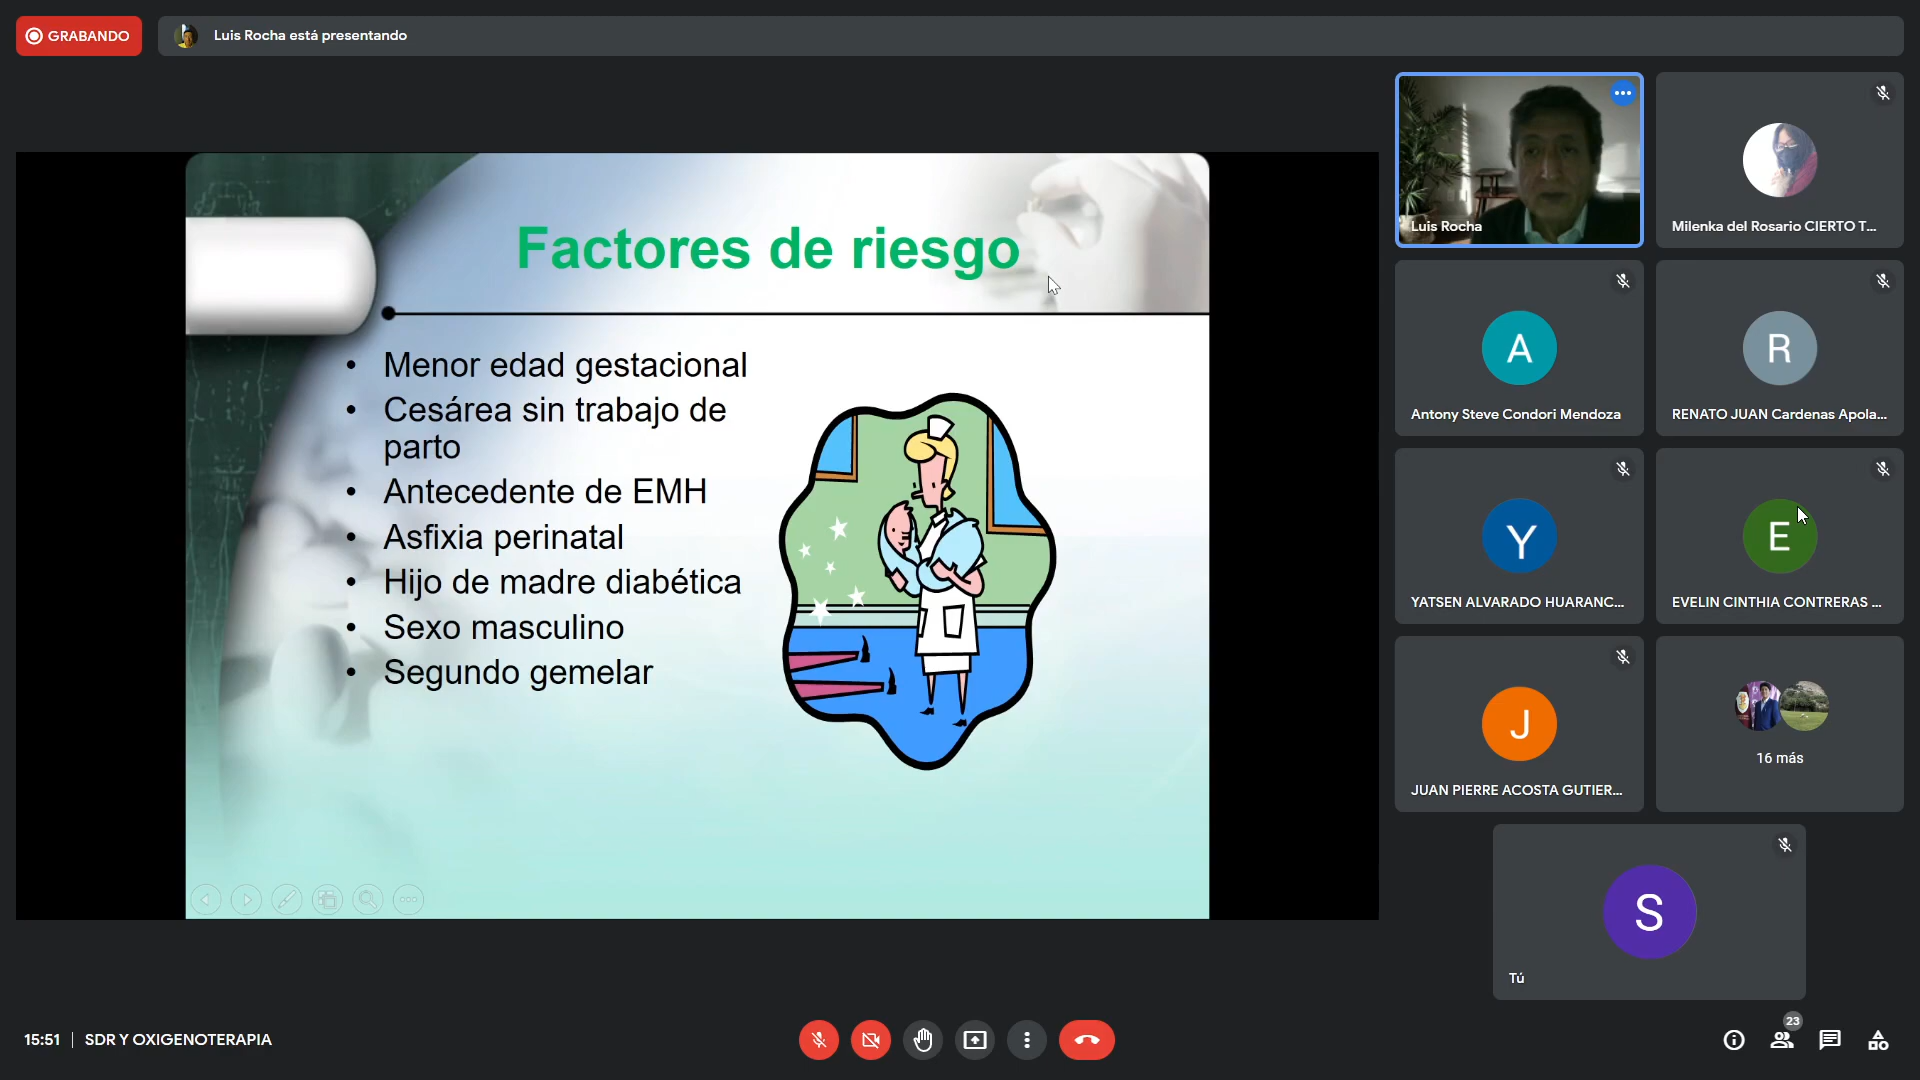 GRABANDO
Luis Rocha está presentando
Factores de riesgo
• Menor edad gestacional
• Cesárea sin trabajo de
parto
• Antecedente de EMH
• Asfixia perinatal
• Hijo de madre diabética
• Sexo masculino
• Segundo gemelar
Luis Rocha
Milenka del Rosario CIERTO T...
A
Antony Steve Condori Mendoza
R
RENATO JUAN Cardenas Apola...
Y
YATSEN ALVARADO HUARANC...
E
EVELIN CINTHIA CONTRERAS ...
J
JUAN PIERRE ACOSTA GUTIER...
16 más
S
Tú
15:51 | SDR Y OXIGENOTERAPIA
23